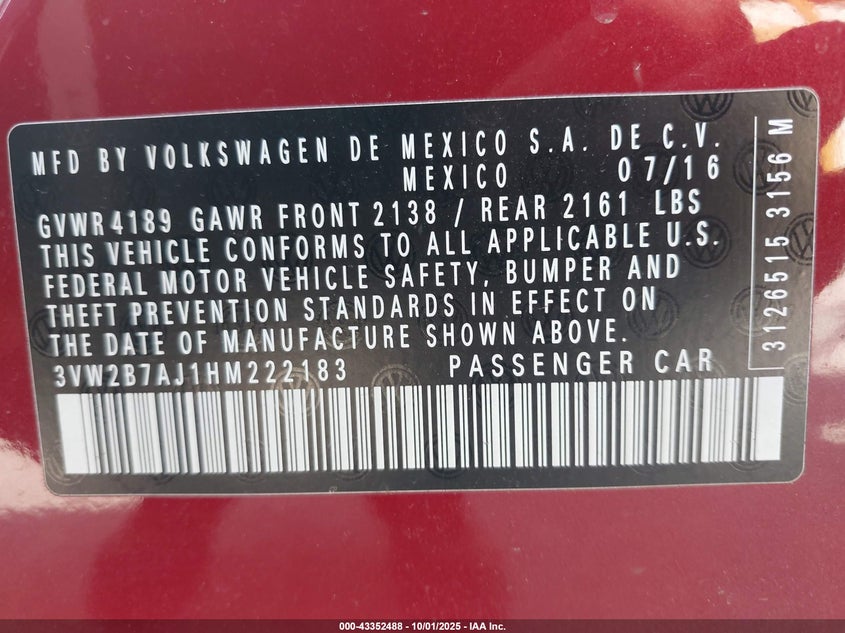 MFD BY VOLKSWAGEN DE MEXICO S.A. DE C.V.
MEXICO 07/16
GVWR 4189 GAWR FRONT 2138 / REAR 2161 LBS
THIS VEHICLE CONFORMS TO ALL APPLICABLE U.S.
FEDERAL MOTOR VEHICLE SAFETY, BUMPER AND
THEFT PREVENTION STANDARDS IN EFFECT ON
THE DATE OF MANUFACTURE SHOWN ABOVE.
3VW2B7AJ1HM222183 PASSENGER CAR
3126515 3156 M
000-43352488 - 10/01/2025 - IAA Inc.